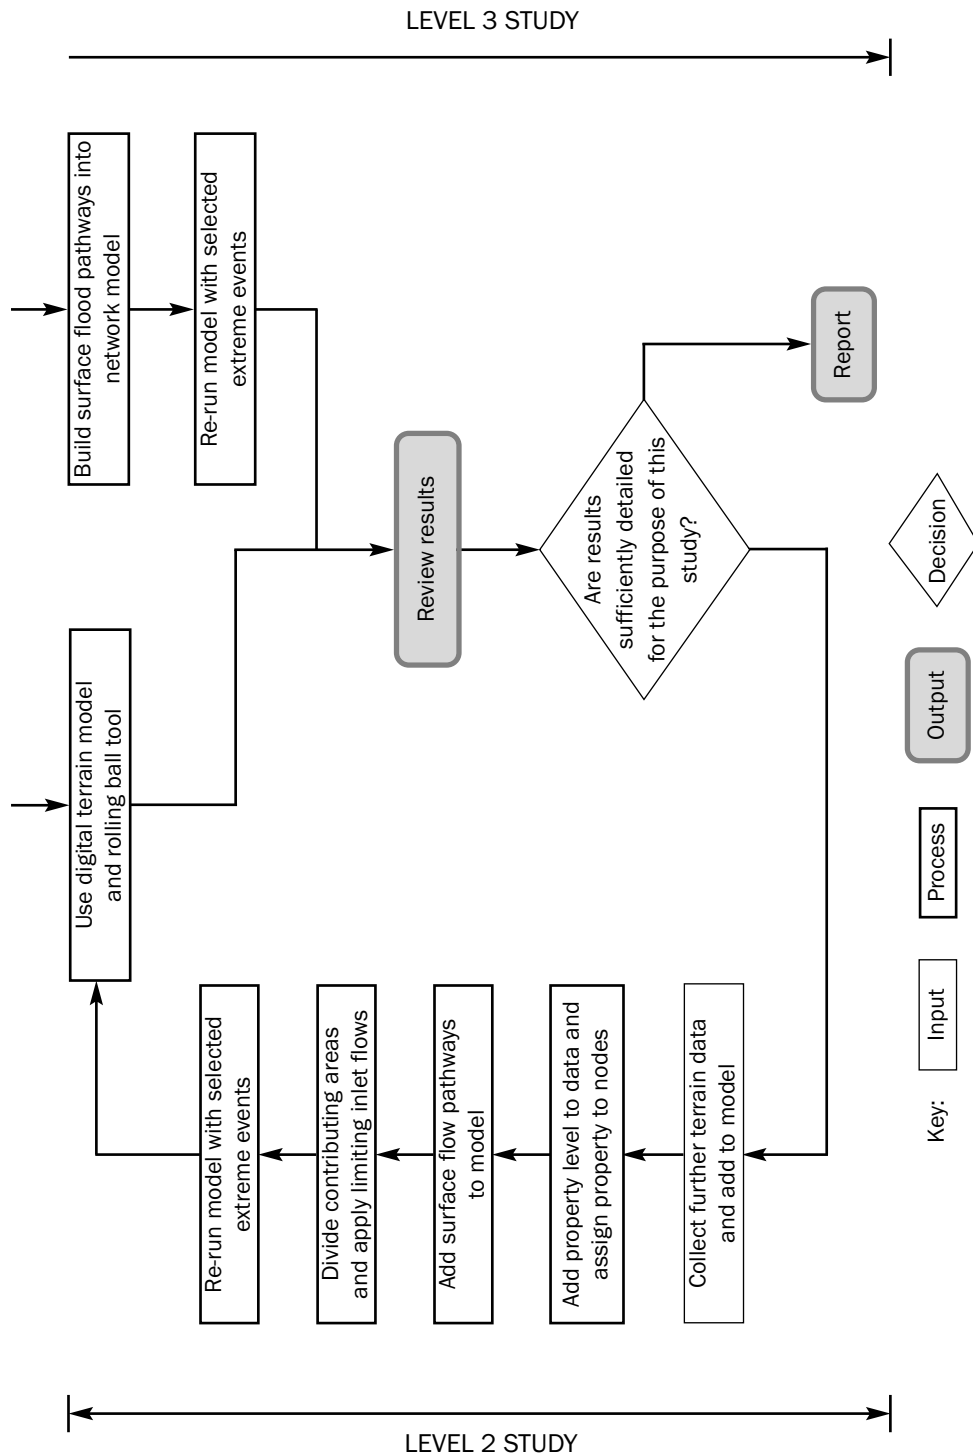 LEVEL 3 STUDY
Build surface flood pathways into
network model
Re-run model with selected
extreme events
Use digital terrain model
and rolling ball tool
Review results
Are results
sufficiently detailed
for the purpose of this
study?
Report
Re-run model with selected
extreme events
Divide contributing areas
and apply limiting inlet flows
Add surface flow pathways
to model
Add property level to data and
assign property to nodes
Collect further terrain data
and add to model
Key:
Input
Process
Output
Decision
LEVEL 2 STUDY